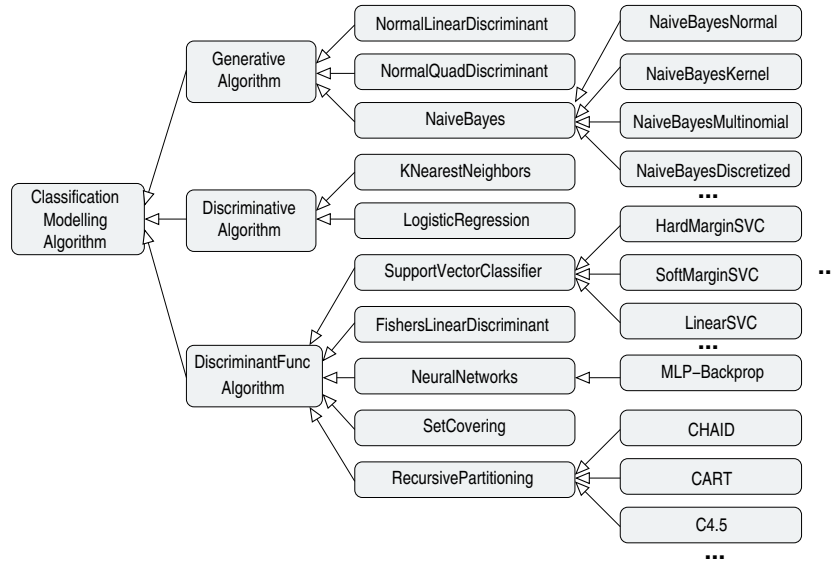 NormalLinearDiscriminant
NaiveBayesNormal
Generative
Algorithm
NormalQuadDiscriminant
NaiveBayesKernel
NaiveBayes
NaiveBayesMultinomial
KNearestNeighbors
NaiveBayesDiscretized
...
Classification
Modelling
Algorithm
Discriminative
Algorithm
LogisticRegression
HardMarginSVC
SupportVectorClassifier
SoftMarginSVC
..
FishersLinearDiscriminant
LinearSVC
...
DiscriminantFunc
Algorithm
NeuralNetworks
MLP−Backprop
SetCovering
CHAID
RecursivePartitioning
CART
C4.5
...